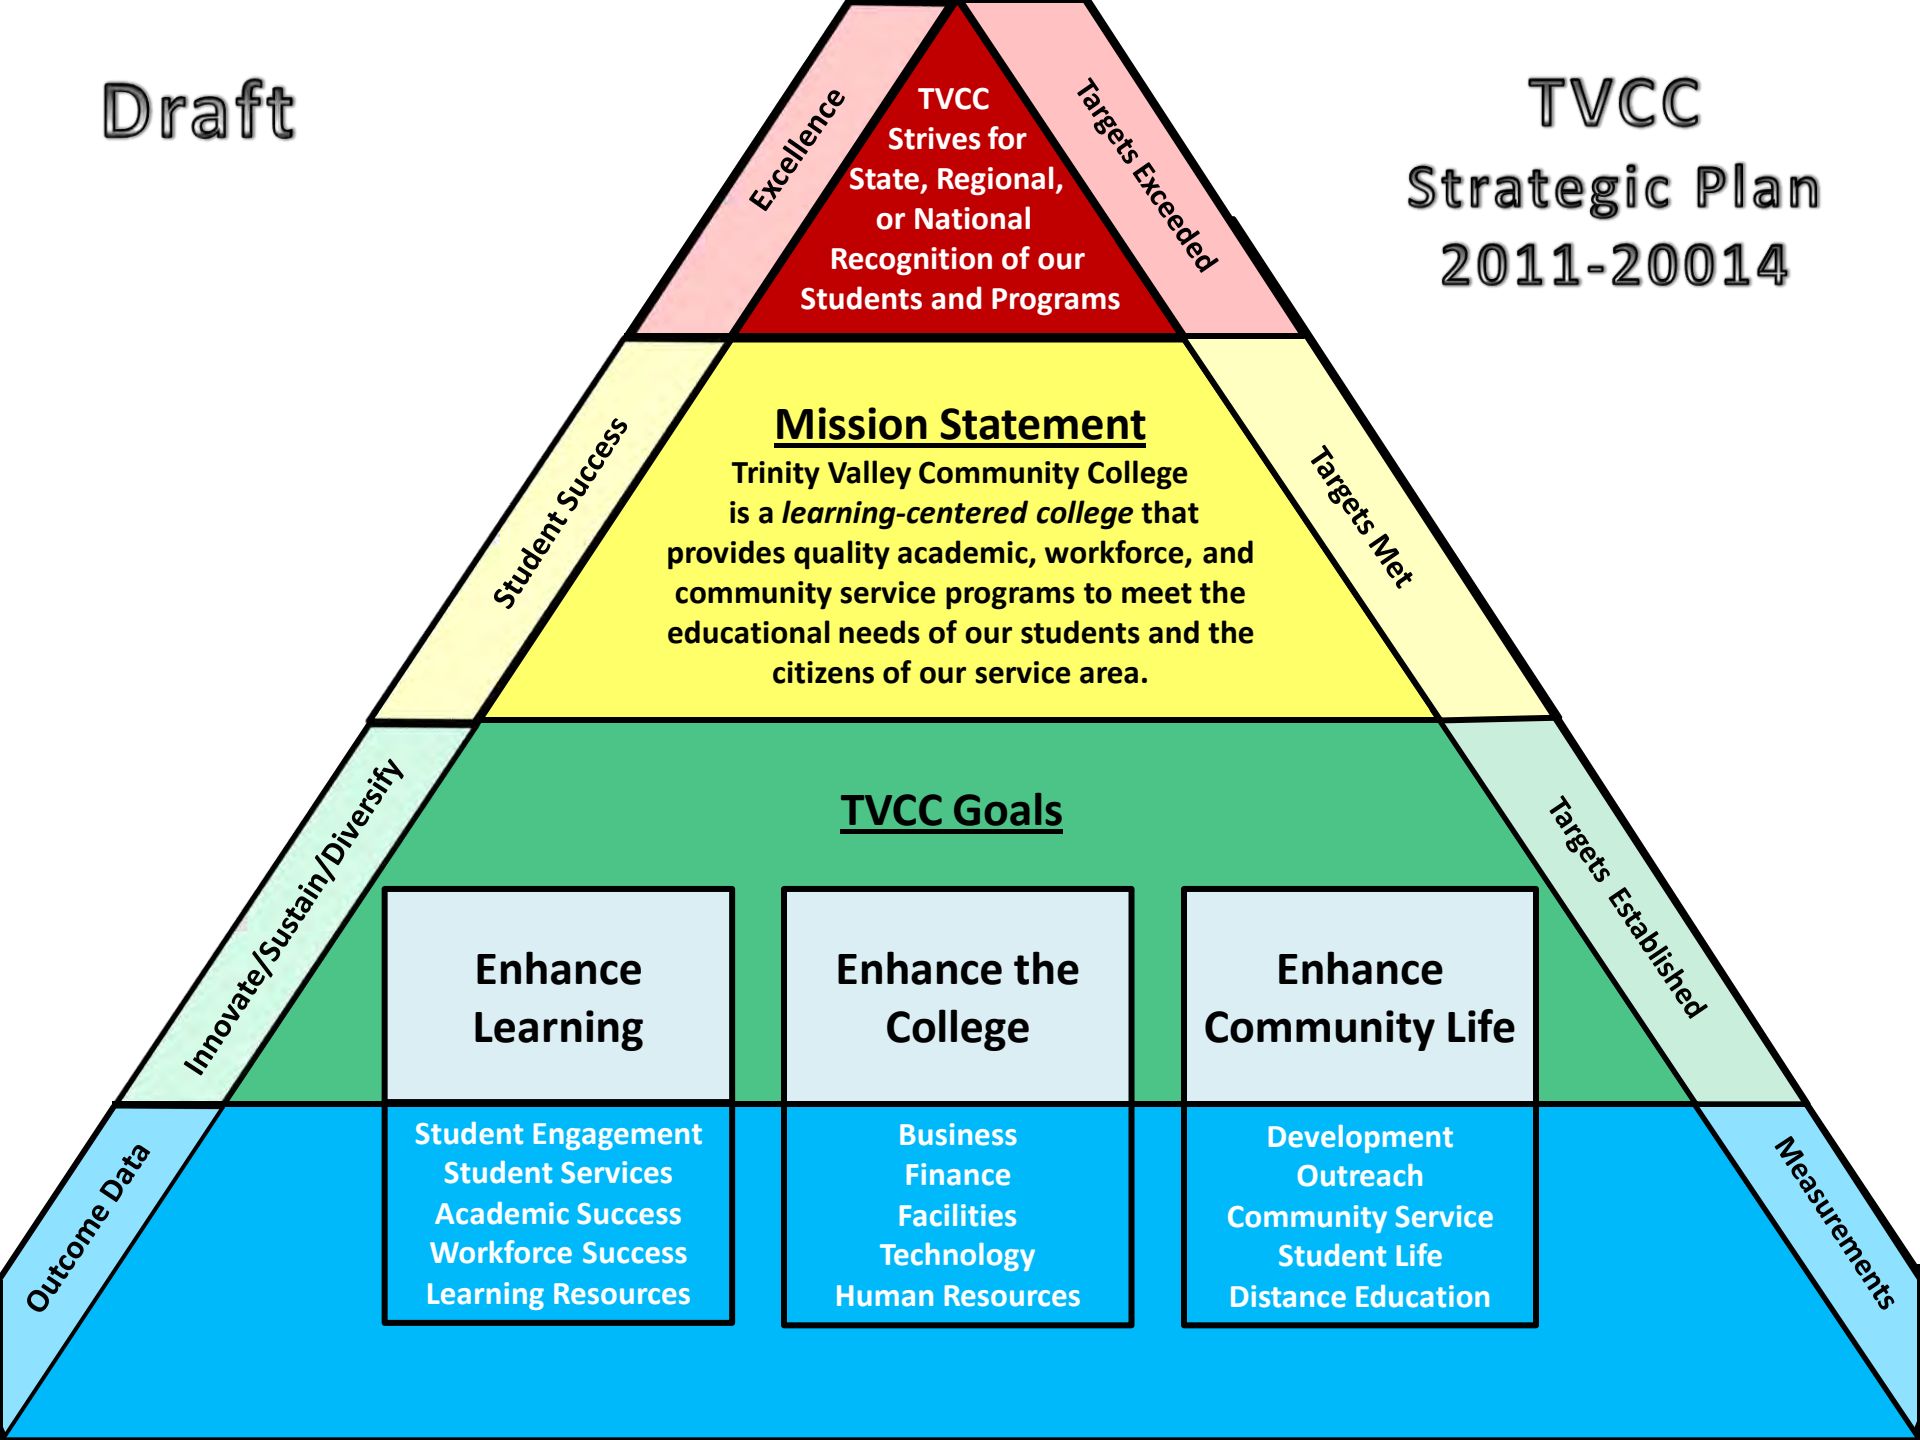 Draft
TVCC
Strategic Plan
2011-20014
Excellence
TVCC
Strives for
State, Regional,
or National
Recognition of our
Students and Programs
Targets Exceeded
Student Success
Mission Statement
Trinity Valley Community College
is a learning-centered college that
provides quality academic, workforce, and
community service programs to meet the
educational needs of our students and the
citizens of our service area.
Targets Met
Innovate/Sustain/Diversify
TVCC Goals
Enhance
Learning
Enhance the
College
Enhance
Community Life
Targets Established
Outcome Data
Student Engagement
Student Services
Academic Success
Workforce Success
Learning Resources
Business
Finance
Facilities
Technology
Human Resources
Development
Outreach
Community Service
Student Life
Distance Education
Measurements